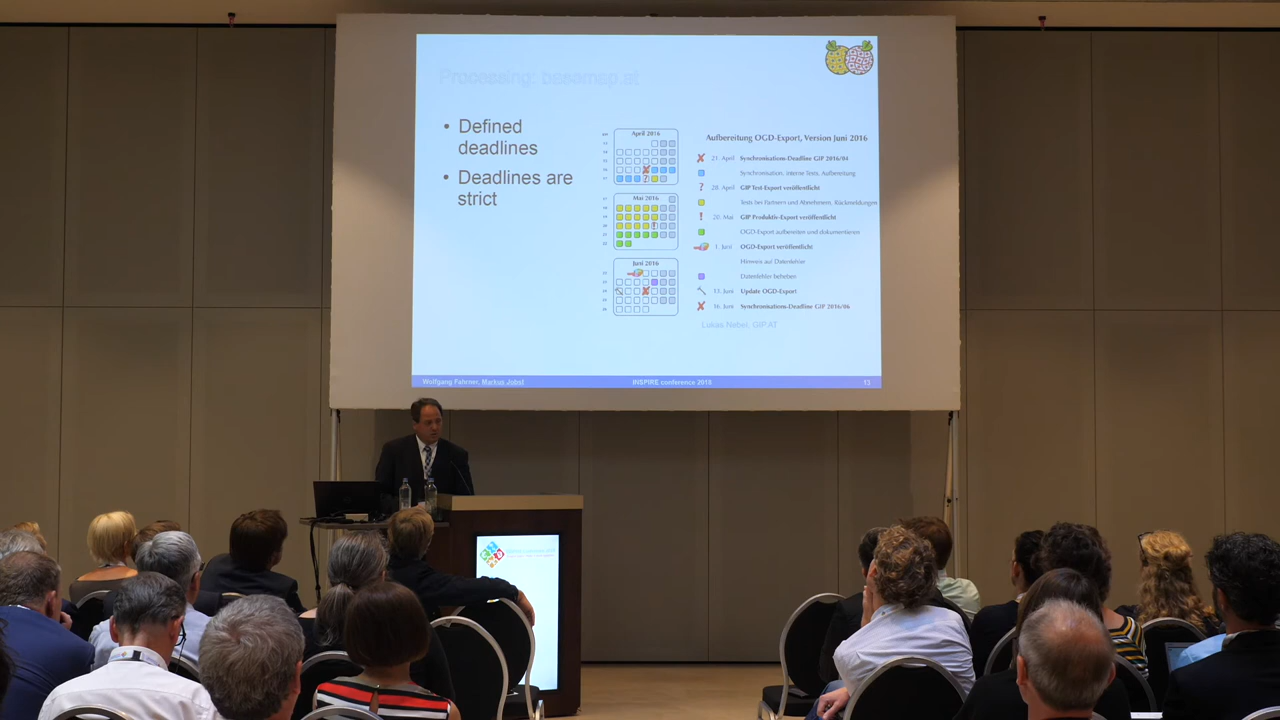 Processing: basemap.at
• Defined
deadlines
• Deadlines are
strict
April 2016
Mai 2016
Juni 2016
Aufbereitung OGD-Export, Version Juni 2016
21. April Synchronisations-Deadline GIP 2016/04
Synchronisation, interne Tests, Aufbereitung
28. April GIP Test-Export veröffentlicht
Tests bei Partnern und Abnehmern, Rückmeldungen
20. Mai GIP Produktiv-Export veröffentlicht
OGD-Export aufbereiten und dokumentieren
1. Juni OGD-Export veröffentlicht
Hinweis auf Datenfehler
Datenfehler beheben
13. Juni Update OGD-Export
16. Juni Synchronisations-Deadline GIP 2016/06
Lukas Nebel, GIP.AT
Wolfgang Fahrner, Markus Jobst
INSPIRE conference 2018
13